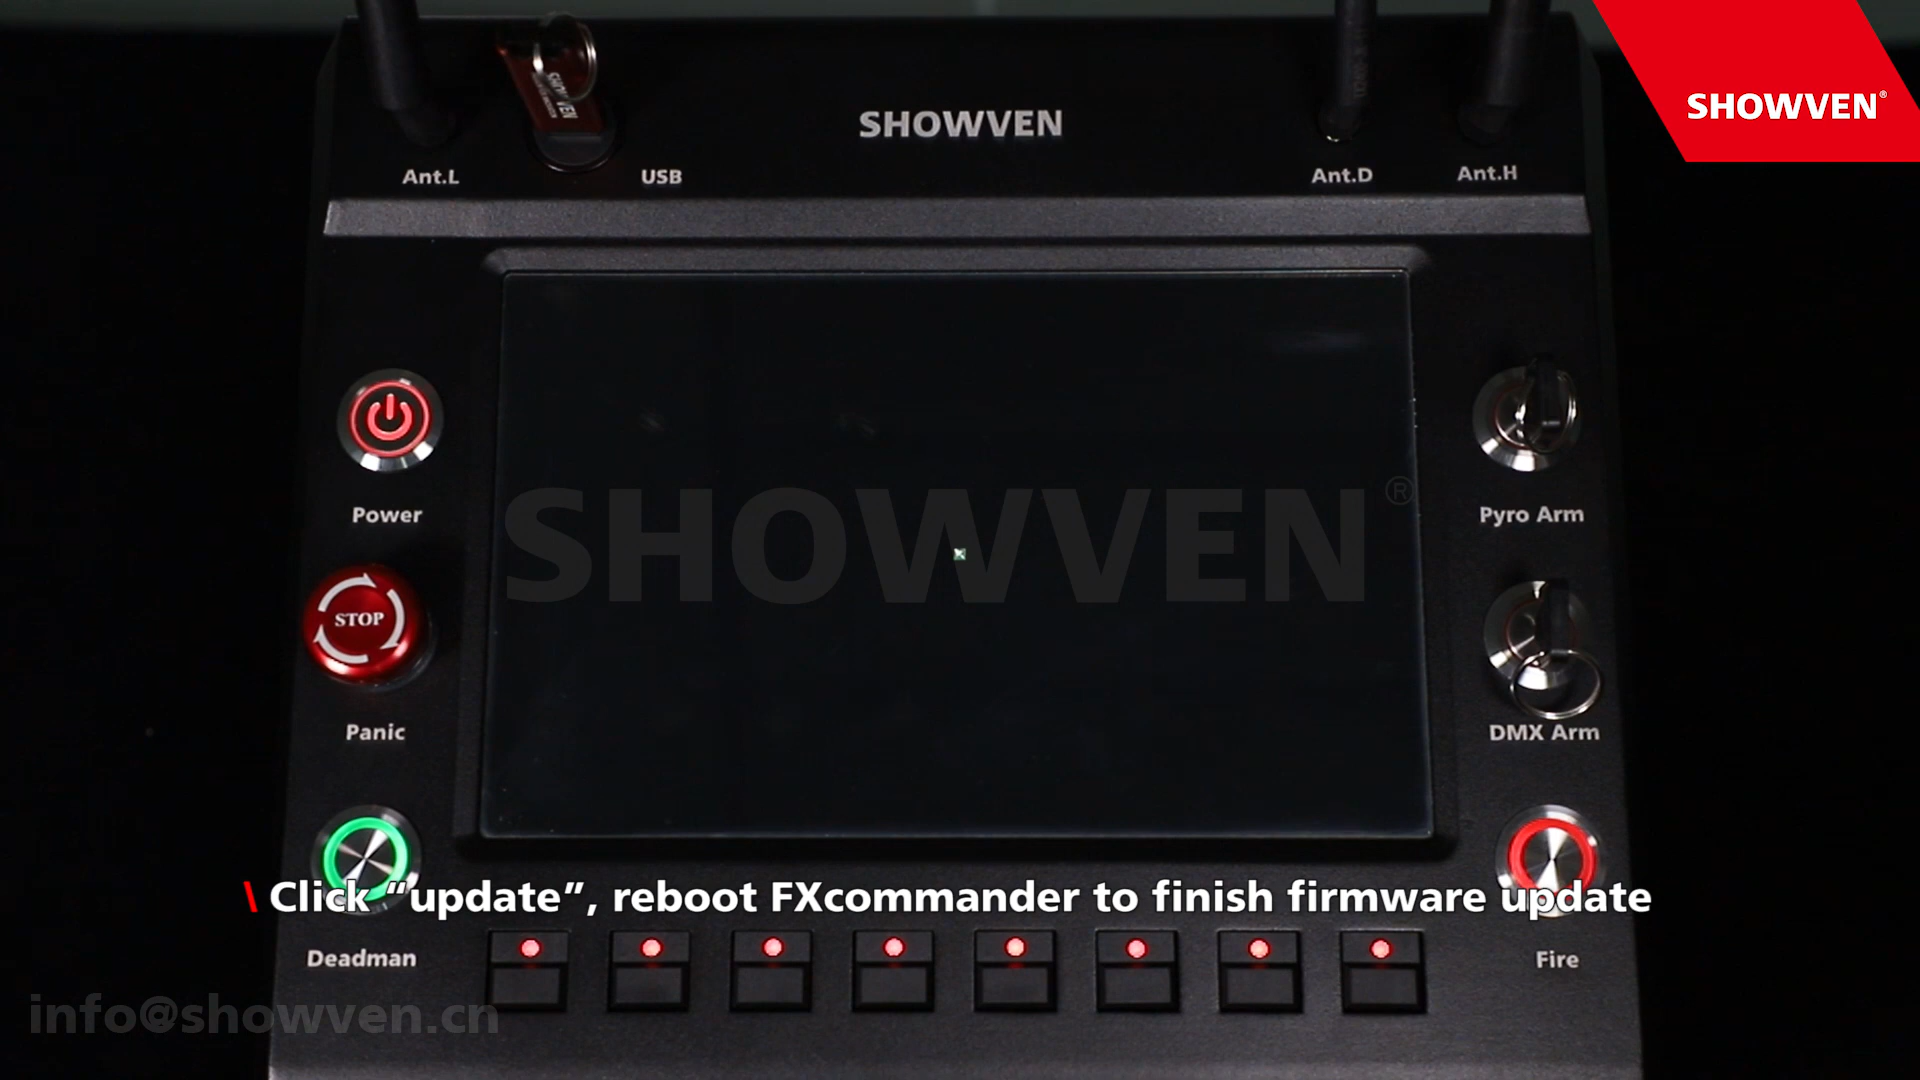 SHOWVEN®
SHOWVEN
SHOWVEN
Ant.L
USB
Ant.D
Ant.H
SHOWVEN®
Power
Pyro Arm
STOP
Panic
DMX Arm
\ Click “update”, reboot FXcommander to finish firmware update
Deadman
Fire
info@showven.cn